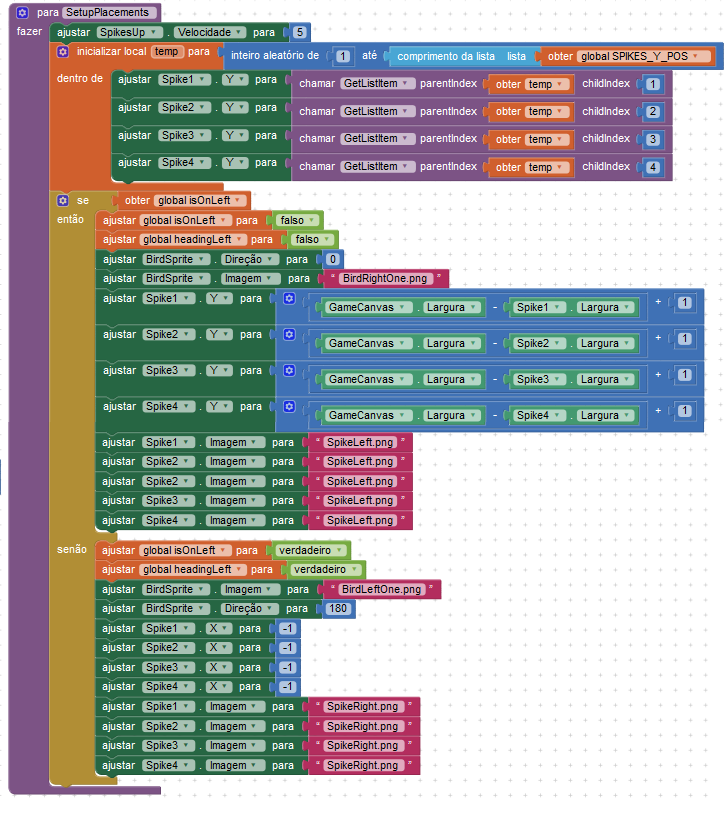 para SetupPlacements
fazer ajustar SpikesUp . Velocidade para 5
inicializar local temp para inteiro aleatório de 1 até comprimento da lista lista obter global SPIKES_Y_POS
dentro de ajustar Spike1 . Y para chamar GetListItem parentIndex obter temp childIndex 1
ajustar Spike2 . Y para chamar GetListItem parentIndex obter temp childIndex 2
ajustar Spike3 . Y para chamar GetListItem parentIndex obter temp childIndex 3
ajustar Spike4 . Y para chamar GetListItem parentIndex obter temp childIndex 4
se obter global isOnLeft
então ajustar global isOnLeft para falso
ajustar global headingLeft para falso
ajustar BirdSprite . Direção para 0
ajustar BirdSprite . Imagem para “ BirdRightOne.png ”
ajustar Spike1 . Y para GameCanvas . Largura - Spike1 . Largura + 1
ajustar Spike2 . Y para GameCanvas . Largura - Spike2 . Largura + 1
ajustar Spike3 . Y para GameCanvas . Largura - Spike3 . Largura + 1
ajustar Spike4 . Y para GameCanvas . Largura - Spike4 . Largura + 1
ajustar Spike1 . Imagem para “ SpikeLeft.png ”
ajustar Spike2 . Imagem para “ SpikeLeft.png ”
ajustar Spike2 . Imagem para “ SpikeLeft.png ”
ajustar Spike3 . Imagem para “ SpikeLeft.png ”
ajustar Spike4 . Imagem para “ SpikeLeft.png ”
senão ajustar global isOnLeft para verdadeiro
ajustar global headingLeft para verdadeiro
ajustar BirdSprite . Imagem para “ BirdLeftOne.png ”
ajustar BirdSprite . Direção para 180
ajustar Spike1 . X para -1
ajustar Spike2 . X para -1
ajustar Spike3 . X para -1
ajustar Spike4 . X para -1
ajustar Spike1 . Imagem para “ SpikeRight.png ”
ajustar Spike2 . Imagem para “ SpikeRight.png ”
ajustar Spike3 . Imagem para “ SpikeRight.png ”
ajustar Spike4 . Imagem para “ SpikeRight.png ”